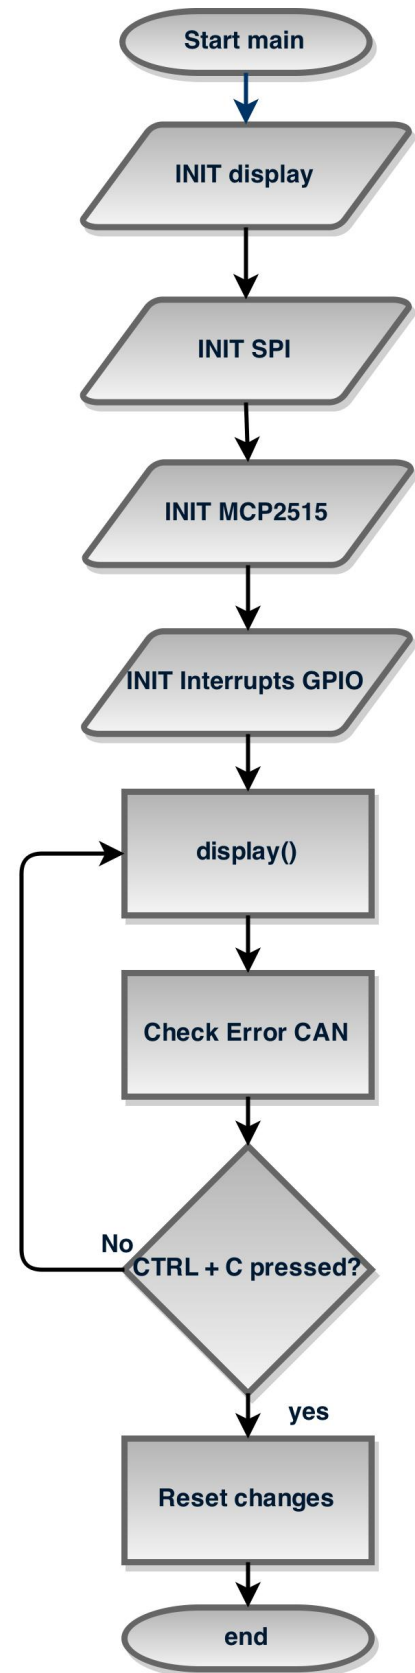 Start main
INIT display
INIT SPI
INIT MCP2515
INIT Interrupts GPIO
display()
Check Error CAN
No
CTRL + C pressed?
yes
Reset changes
end